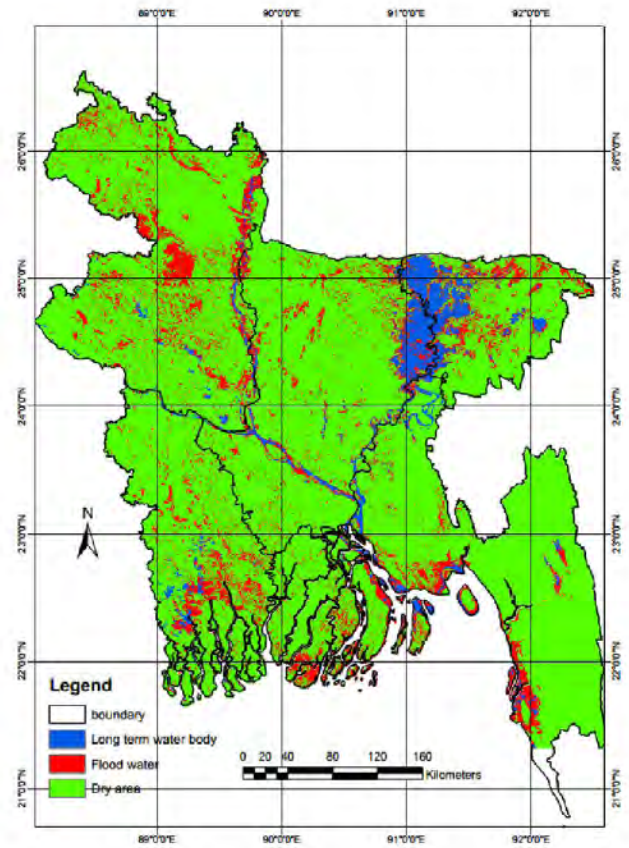 89°0'0"E 90°0'0"E 91°0'0"E 92°0'0"E
26°0'0"N 26°0'0"N
25°0'0"N 25°0'0"N
24°0'0"N 24°0'0"N
23°0'0"N 23°0'0"N
22°0'0"N 22°0'0"N
21°0'0"N 21°0'0"N
N
Legend
boundary
Long term water body
Flood water
Dry area
0 20 40 80 120 160
Kilometers
89°0'0"E 90°0'0"E 91°0'0"E 92°0'0"E